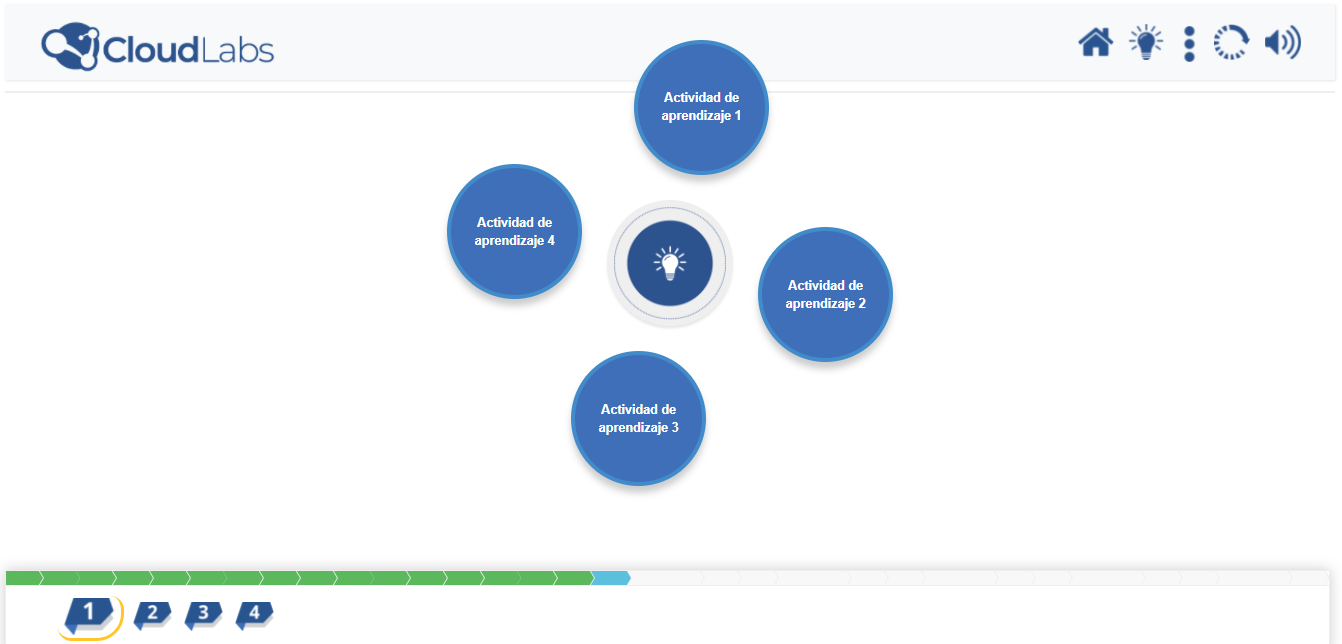 CloudLabs
Actividad de
aprendizaje 1
Actividad de
aprendizaje 4
Actividad de
aprendizaje 2
Actividad de
aprendizaje 3
1 2 3 4